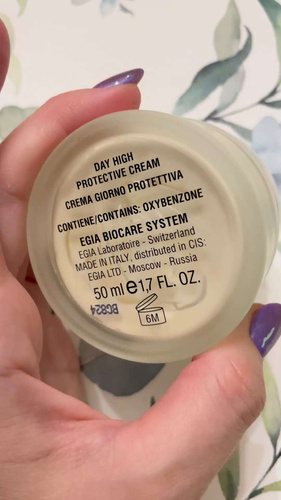 DAY HIGH
PROTECTIVE CREAM
CREMA GIORNO PROTETTIVA
CONTIENE/CONTAINS: OXYBENZONE
EGIA BIOCARE SYSTEM
EGIA Laboratoire - Switzerland
MADE IN ITALY, distributed in CIS:
EGIA LTD - Moscow - Russia
50 ml e 1,7 FL. OZ.
BG824
6M